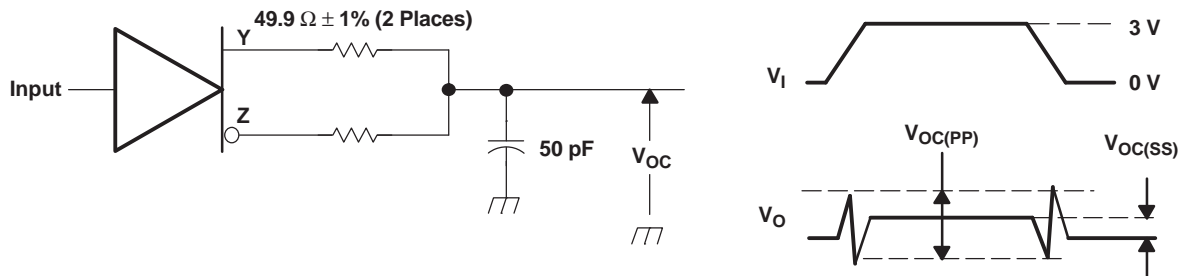 49.9 Ω ± 1% (2 Places)
Y
Input
Z
50 pF
VOC
3 V
VI
0 V
VOC(PP)
VOC(SS)
VO